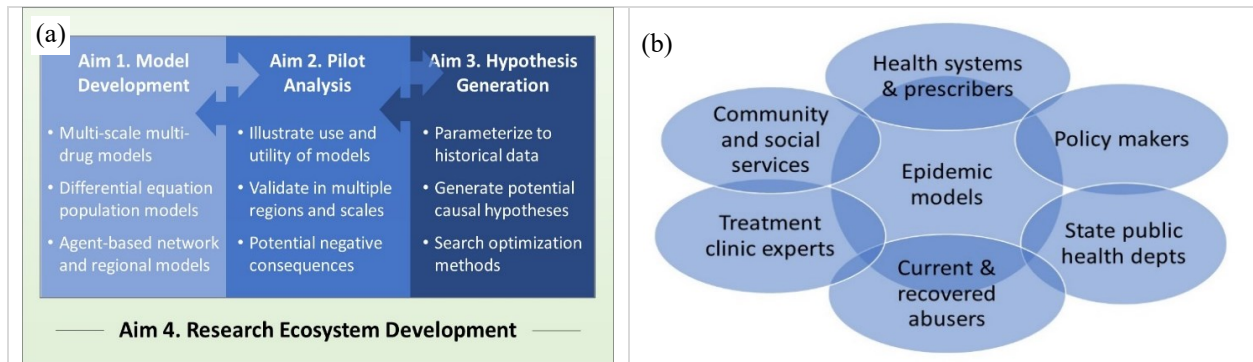 (a)
Aim 1. Model
Development
• Multi-scale multi-
drug models
• Differential equation
population models
• Agent-based network
and regional models
Aim 2. Pilot
Analysis
• Illustrate use and
utility of models
• Validate in multiple
regions and scales
• Potential negative
consequences
Aim 3. Hypothesis
Generation
• Parameterize to
historical data
• Generate potential
causal hypotheses
• Search optimization
methods
Aim 4. Research Ecosystem Development
(b)
Health systems
& prescribers
Community
and social
services
Policy makers
Epidemic
models
Treatment
clinic experts
State public
health depts
Current &
recovered
abusers